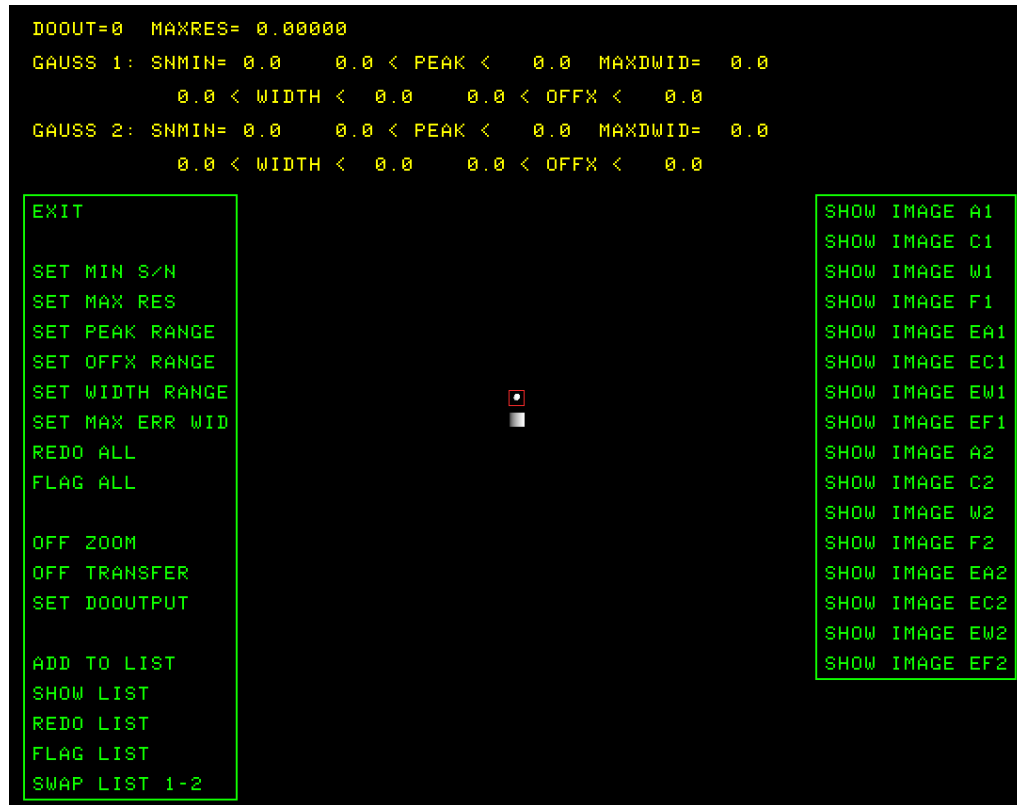 DOOUT=0 MAXRES= 0.00000
GAUSS 1: SNMIN= 0.0 0.0 < PEAK < 0.0 MAXDWID= 0.0
0.0 < WIDTH < 0.0 0.0 < OFFX < 0.0
GAUSS 2: SNMIN= 0.0 0.0 < PEAK < 0.0 MAXDWID= 0.0
0.0 < WIDTH < 0.0 0.0 < OFFX < 0.0
EXIT
SET MIN S/N
SET MAX RES
SET PEAK RANGE
SET OFFX RANGE
SET WIDTH RANGE
SET MAX ERR WID
REDO ALL
FLAG ALL
OFF ZOOM
OFF TRANSFER
SET DOOUTPUT
ADD TO LIST
SHOW LIST
REDO LIST
FLAG LIST
SWAP LIST 1-2
SHOW IMAGE A1
SHOW IMAGE C1
SHOW IMAGE W1
SHOW IMAGE F1
SHOW IMAGE EA1
SHOW IMAGE EC1
SHOW IMAGE EW1
SHOW IMAGE EF1
SHOW IMAGE A2
SHOW IMAGE C2
SHOW IMAGE W2
SHOW IMAGE F2
SHOW IMAGE EA2
SHOW IMAGE EC2
SHOW IMAGE EW2
SHOW IMAGE EF2